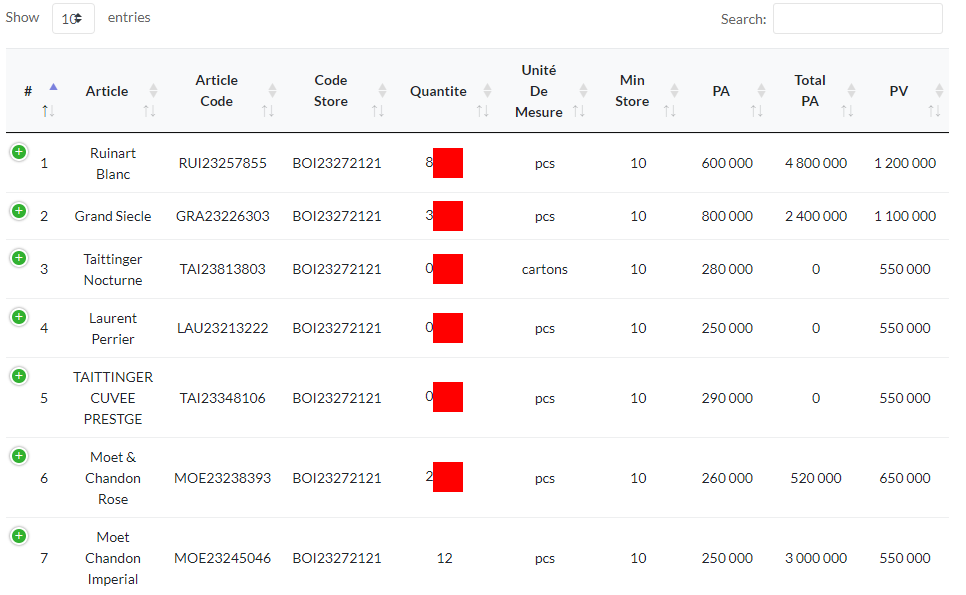 Show 10 entries Search:
# Article Article Code Code Store Quantite Unité De Mesure Min Store PA Total PA PV
1 Ruinart Blanc RUI23257855 BOI23272121 8 pcs 10 600 000 4 800 000 1 200 000
2 Grand Siecle GRA23226303 BOI23272121 3 pcs 10 800 000 2 400 000 1 100 000
3 Taittinger Nocturne TAI23813803 BOI23272121 0 cartons 10 280 000 0 550 000
4 Laurent Perrier LAU23213222 BOI23272121 0 pcs 10 250 000 0 550 000
5 TAITTINGER CUVEE PRESTGE TAI23348106 BOI23272121 0 pcs 10 290 000 0 550 000
6 Moet & Chandon Rose MOE23238393 BOI23272121 2 pcs 10 260 000 520 000 650 000
7 Moet Chandon Imperial MOE23245046 BOI23272121 12 pcs 10 250 000 3 000 000 550 000